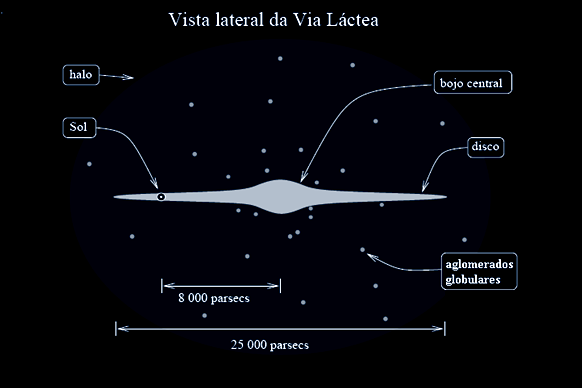 Vista lateral da Via Láctea
halo
bojo central
Sol
disco
aglomerados
globulares
8 000 parsecs
25 000 parsecs